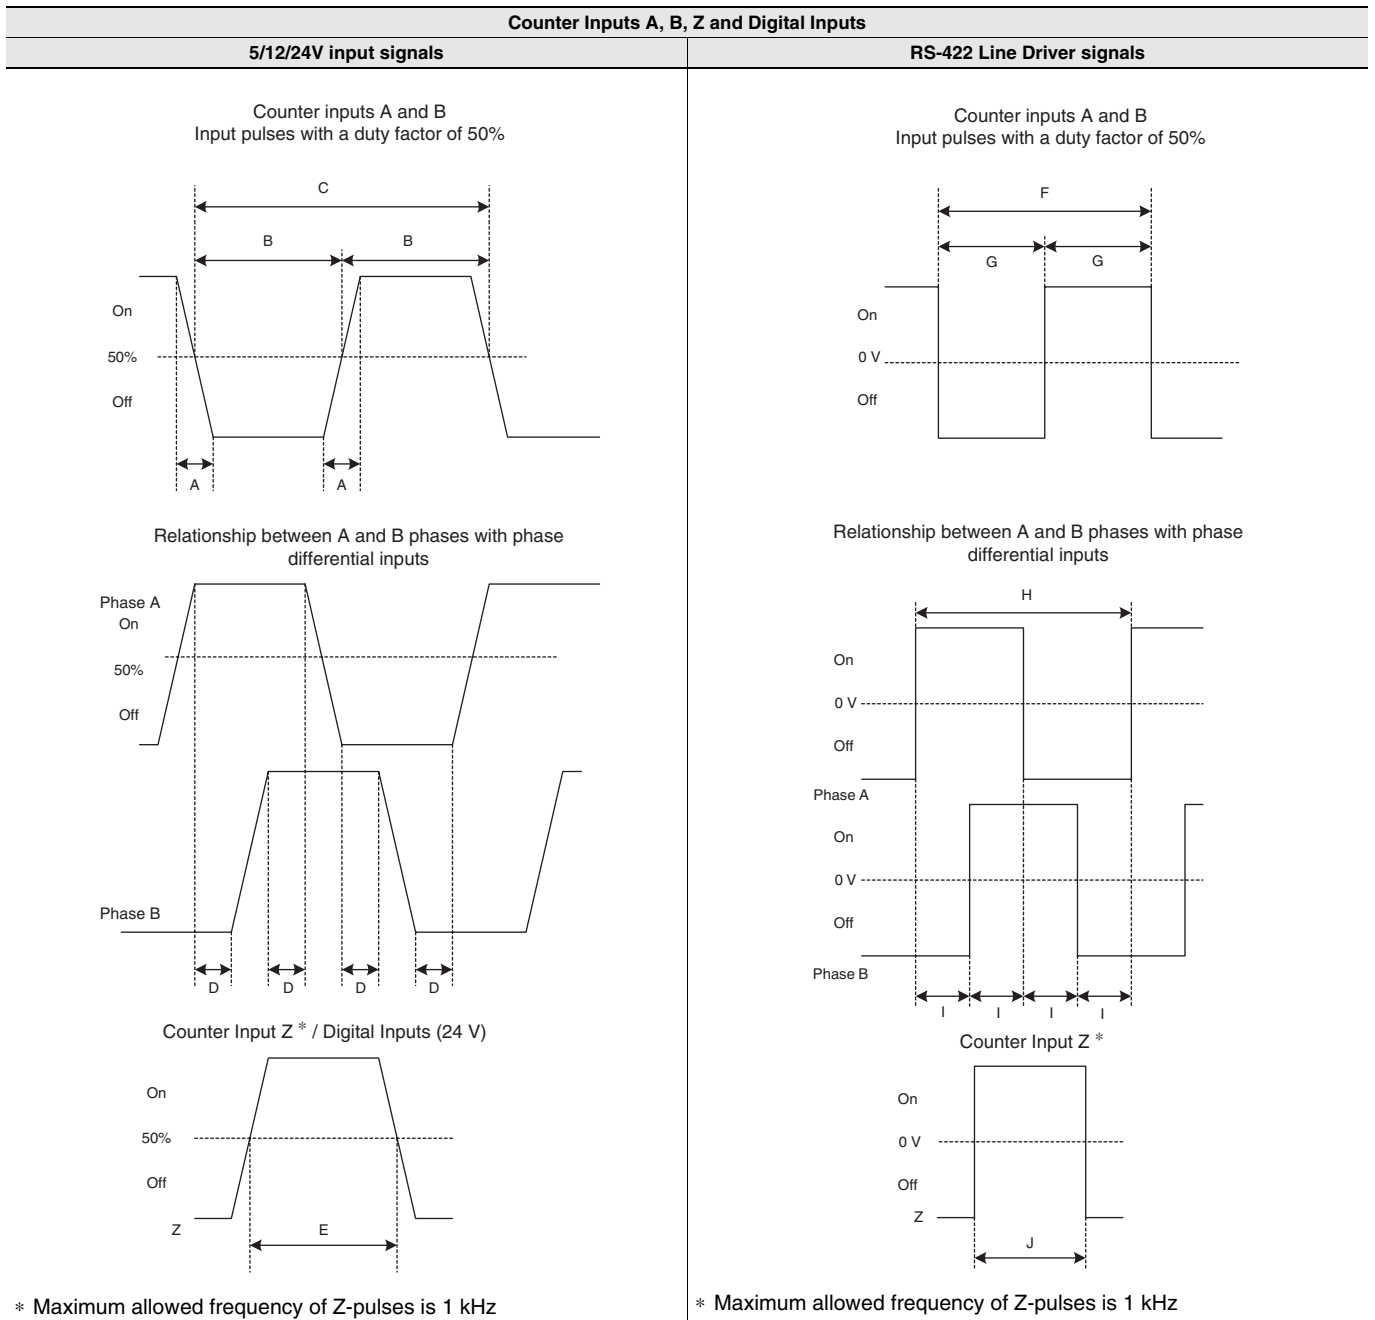 Counter Inputs A, B, Z and Digital Inputs
5/12/24V input signals
Counter inputs A and B
Input pulses with a duty factor of 50%
C
B
B
On
50%
Off
A
A
Relationship between A and B phases with phase
differential inputs
Phase A
On
50%
Off
Phase B
D
D
D
D
Counter Input Z * / Digital Inputs (24 V)
On
50%
Off
Z
E
* Maximum allowed frequency of Z-pulses is 1 kHz
RS-422 Line Driver signals
Counter inputs A and B
Input pulses with a duty factor of 50%
F
G
G
On
0 V
Off
Relationship between A and B phases with phase
differential inputs
H
On
0 V
Off
Phase A
On
0 V
Off
Phase B
I
I
I
I
Counter Input Z *
On
0 V
Off
Z
J
* Maximum allowed frequency of Z-pulses is 1 kHz